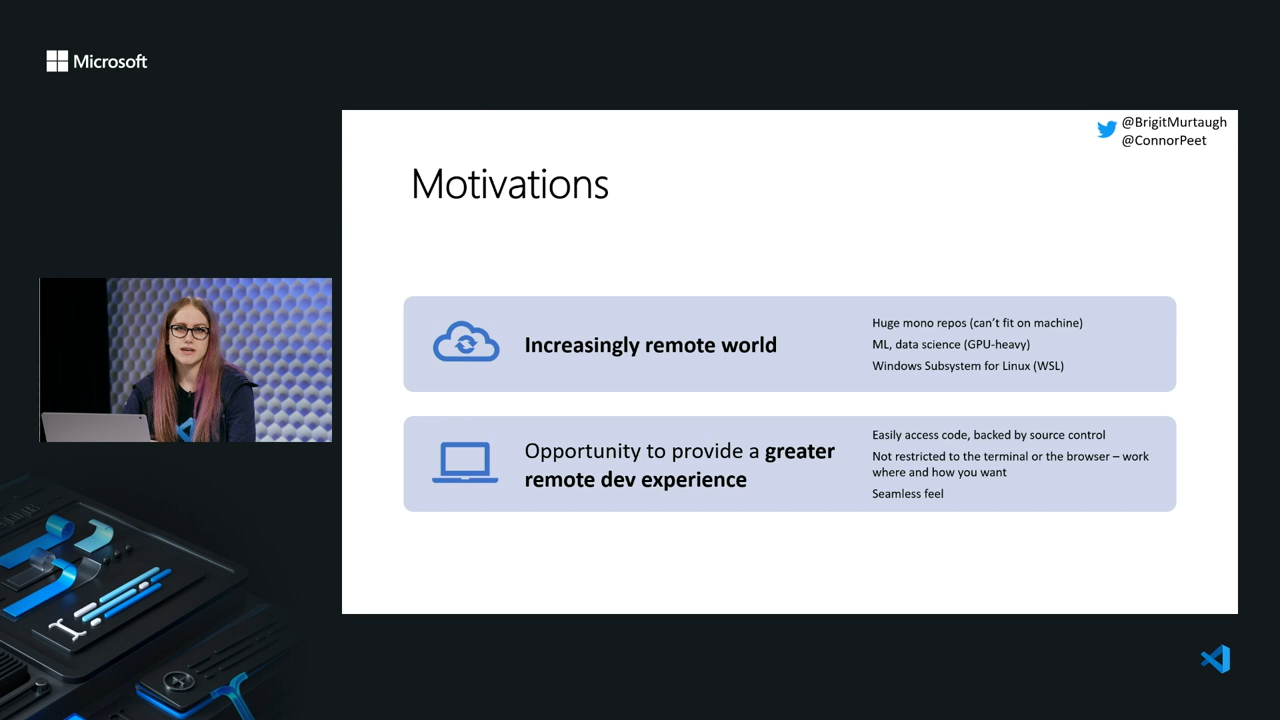 Microsoft
@BrigitMurtaugh
@ConnorPeet
Motivations
Increasingly remote world
Huge mono repos (can't fit on machine)
ML, data science (GPU-heavy)
Windows Subsystem for Linux (WSL)
Opportunity to provide a greater
remote dev experience
Easily access code, backed by source control
Not restricted to the terminal or the browser – work
where and how you want
Seamless feel